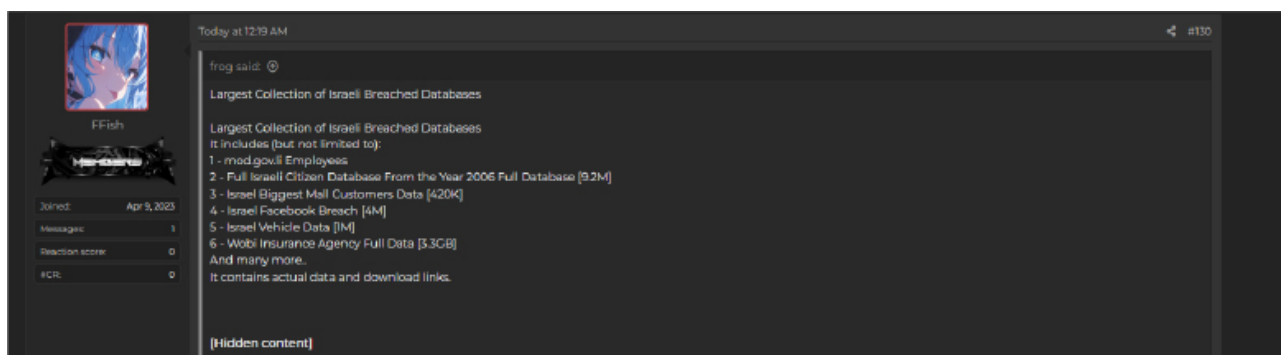 Today at 12:19 AM
#130
frog said:
Largest Collection of Israeli Breached Databases
FFish
Largest Collection of Israeli Breached Databases
It includes (but not limited to):
MEMBERS
1 - mod.gov.li Employees
2 - Full Israeli Citizen Database From the Year 2006 Full Database [9.2M]
3 - Israel Biggest Mall Customers Data [420K]
Joined: Apr 9, 2023
4 - Israel Facebook Breach [4M]
Messages: 1
5 - Israel Vehicle Data [1M]
Reaction score: 0
6 - Wobi Insurance Agency Full Data [3.3GB]
And many more..
#CR: 0
It contains actual data and download links.
[Hidden content]